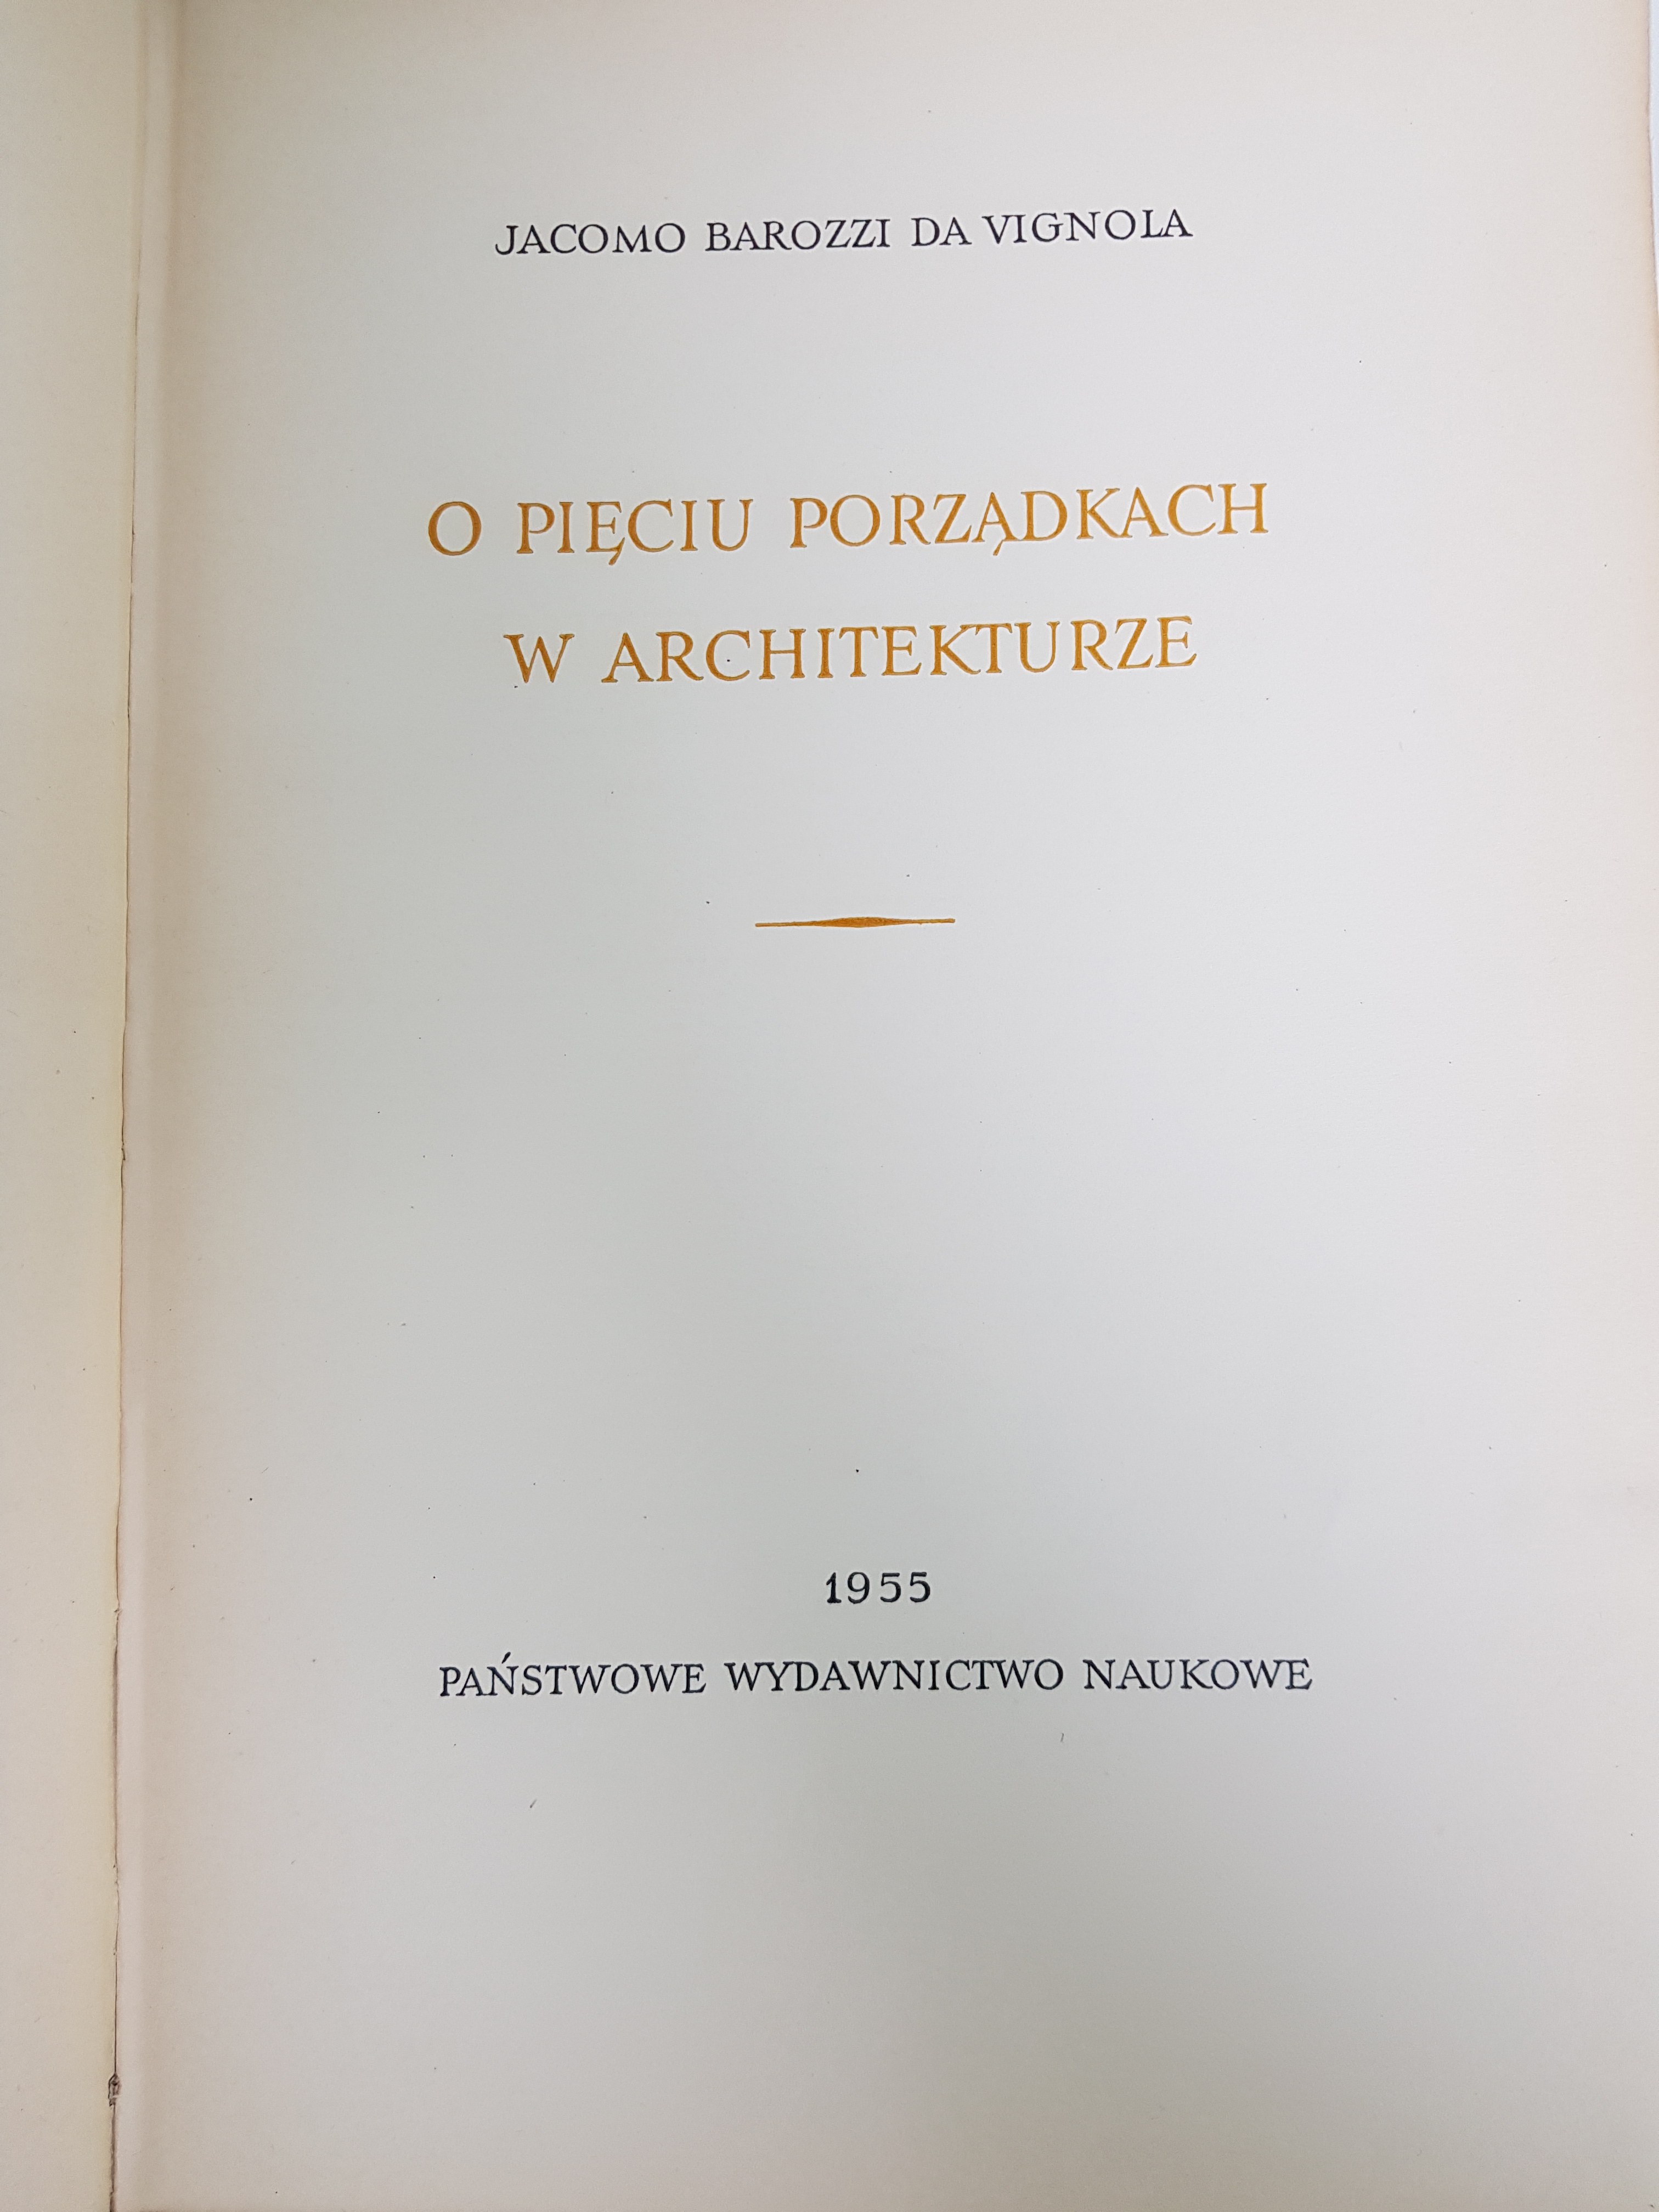 JACOMO BAROZZI DA VIGNOLA
O PIĘCIU PORZĄDKACH
W ARCHITEKTURZE
1955
PAŃSTWOWE WYDAWNICTWO NAUKOWE